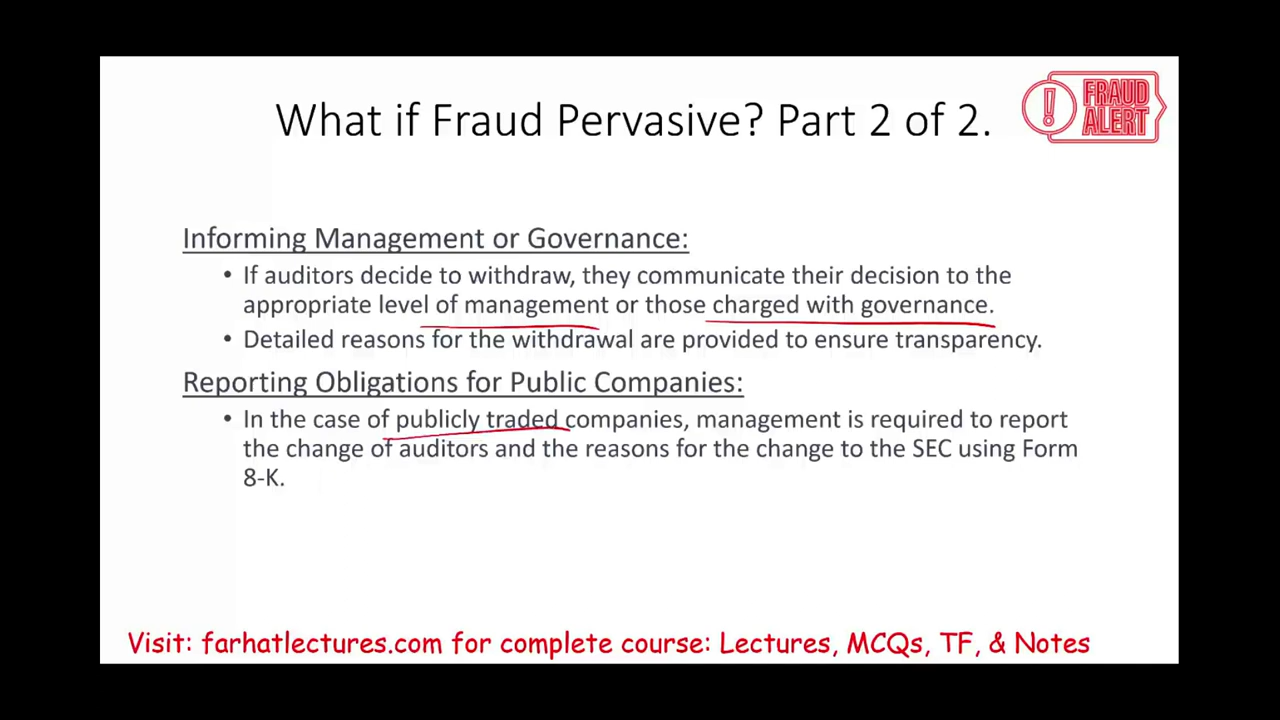 What if Fraud Pervasive? Part 2 of 2.
FRAUD
ALERT
Informing Management or Governance:
• If auditors decide to withdraw, they communicate their decision to the
appropriate level of management or those charged with governance.
• Detailed reasons for the withdrawal are provided to ensure transparency.
Reporting Obligations for Public Companies:
• In the case of publicly traded companies, management is required to report
the change of auditors and the reasons for the change to the SEC using Form
8-K.
Visit: farhatlectures.com for complete course: Lectures, MCQs, TF, & Notes